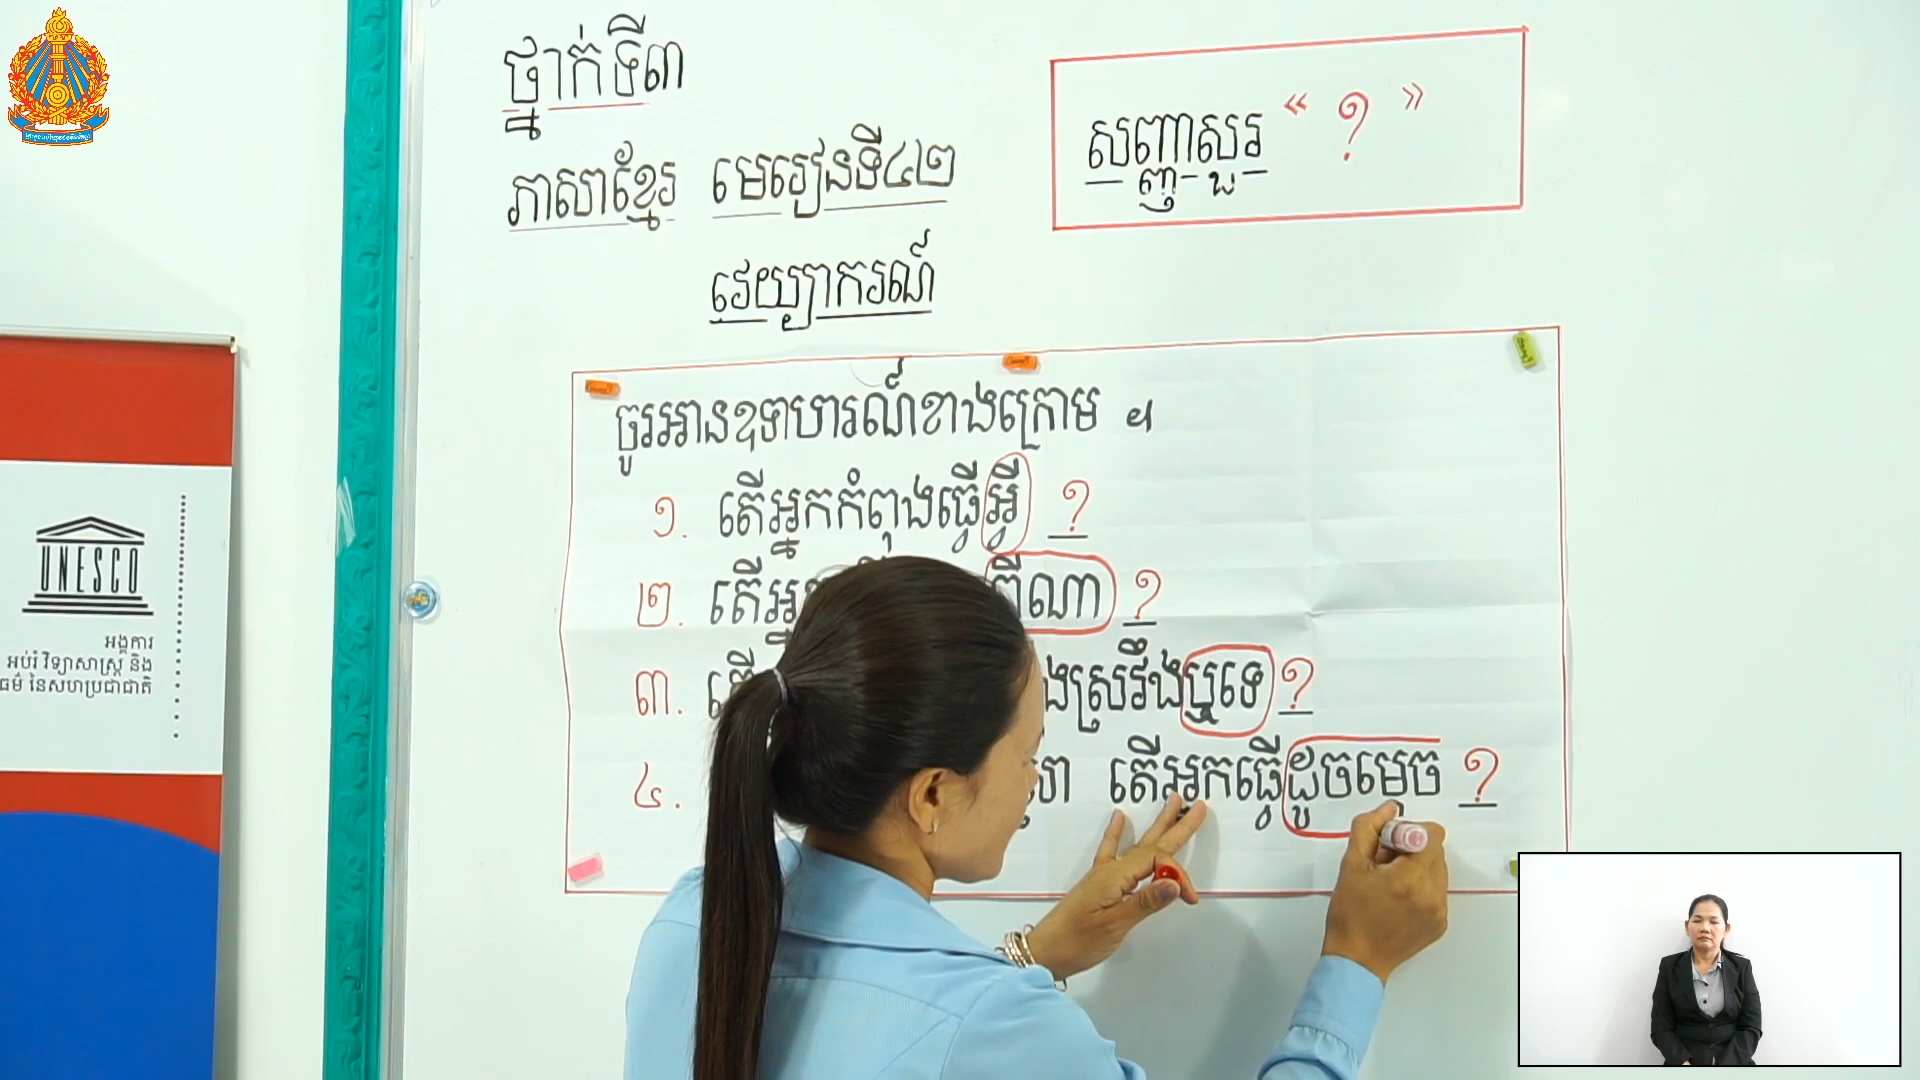 ថ្នាក់ទី៣
ភាសាខ្មែរ មេរៀនទី៤២
វេយ្យាករណ៍
សញ្ញាសួរ « ? »
ចូរអានឧទាហរណ៍ខាងក្រោម ៖
១. តើអ្នកកំពុងធ្វើអ្វី ?
២. តើអ្នក ពីណា ?
៣. តើ ងស្រវឹងឬទេ ?
៤. តើអ្នកធ្វើដូចម្តេច ?
UNESCO
អង្គការ
អប់រំ វិទ្យាសាស្ត្រ និង
ធម៌ នៃសហប្រជាជាតិ